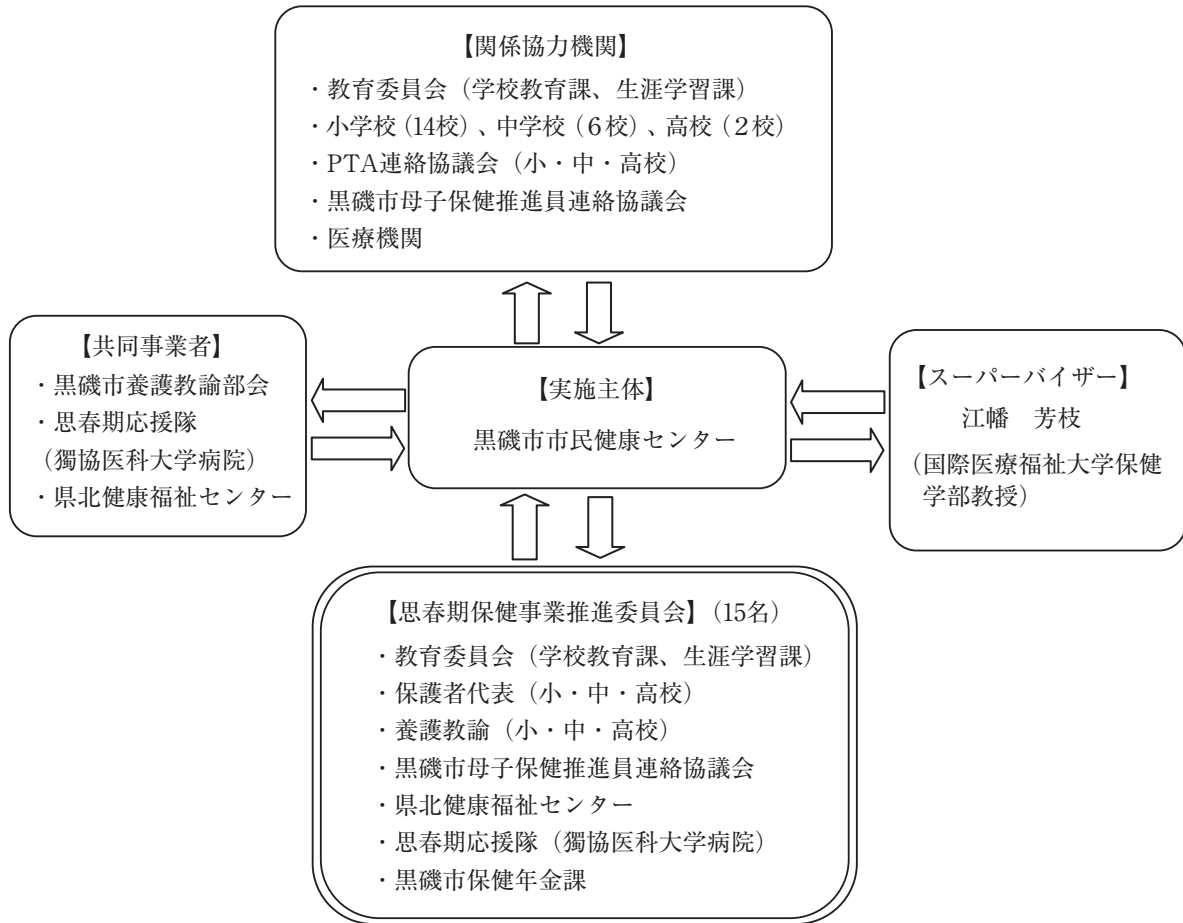 【関係協力機関】
・教育委員会（学校教育課、生涯学習課）
・小学校（14校）、中学校（６校）、高校（２校）
・PTA連絡協議会（小・中・高校）
・黒磯市母子保健推進員連絡協議会
・医療機関
【共同事業者】
・黒磯市養護教諭部会
・思春期応援隊
（獨協医科大学病院）
・県北健康福祉センター
【実施主体】
黒磯市市民健康センター
【スーパーバイザー】
江幡　芳枝
（国際医療福祉大学保健
学部教授）
【思春期保健事業推進委員会】（15名）
・教育委員会（学校教育課、生涯学習課）
・保護者代表（小・中・高校）
・養護教諭（小・中・高校）
・黒磯市母子保健推進員連絡協議会
・県北健康福祉センター
・思春期応援隊（獨協医科大学病院）
・黒磯市保健年金課